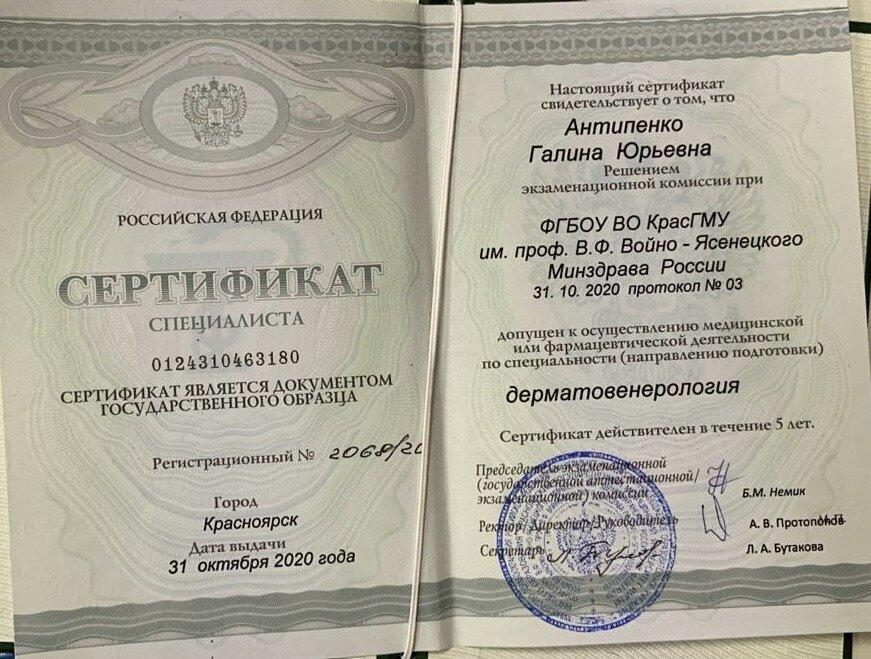 РОССИЙСКАЯ ФЕДЕРАЦИЯ
СЕРТИФИКАТ
СПЕЦИАЛИСТА
0124310463180
СЕРТИФИКАТ ЯВЛЯЕТСЯ ДОКУМЕНТОМ
ГОСУДАРСТВЕННОГО ОБРАЗЦА
Регистрационный № 2068/20
Город
Красноярск
Дата выдачи
31 октября 2020 года
Настоящий сертификат
свидетельствует о том, что
Антипенко
Галина Юрьевна
Решением
экзаменационной комиссии при
ФГБОУ ВО КрасГМУ
им. проф. В.Ф. Войно - Ясенецкого
Минздрава России
31. 10. 2020 протокол № 03
допущен к осуществлению медицинской
или фармацевтической деятельности
по специальности (направлению подготовки)
дерматовенерология
Сертификат действителен в течение 5 лет.
Председатель экзаменационной
(государственной аттестационной/
экзаменационной) комиссии
Б.М. Немик
Ректор/Директор/Руководитель
А. В. Протопопов
Секретарь
Л. А. Бутакова